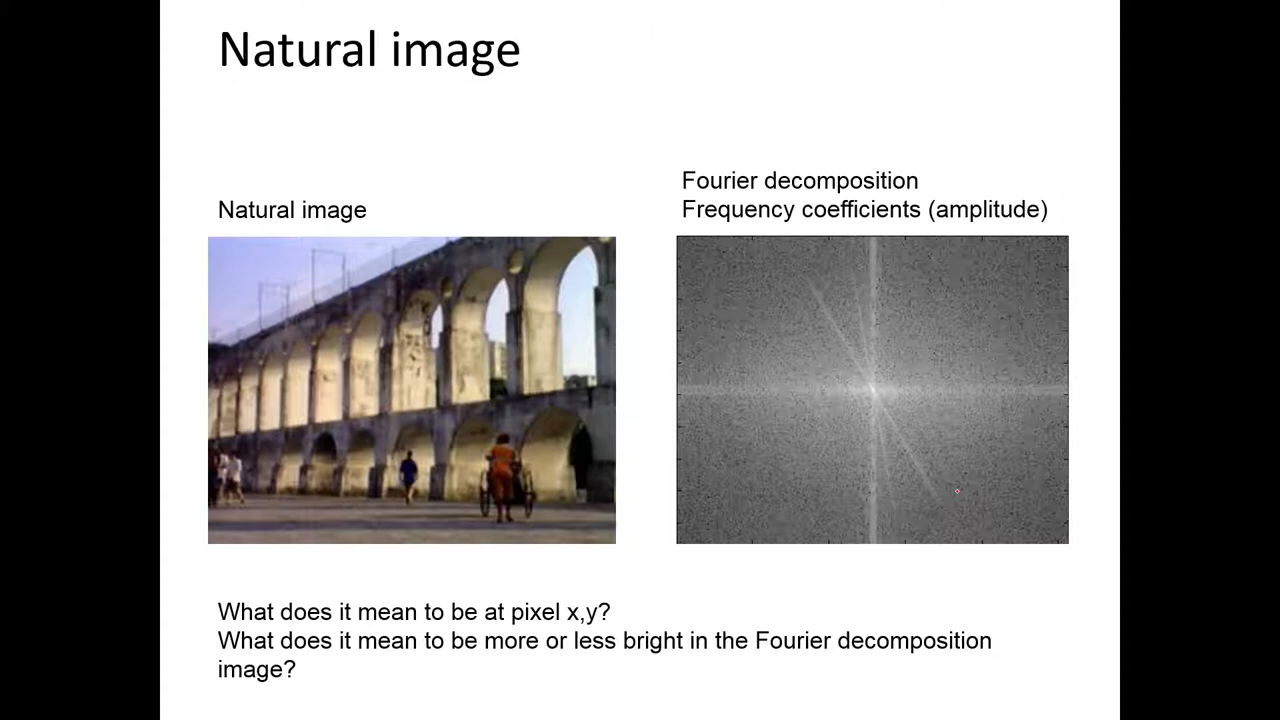 Natural image
Natural image
Fourier decomposition
Frequency coefficients (amplitude)
What does it mean to be at pixel x,y?
What does it mean to be more or less bright in the Fourier decomposition
image?